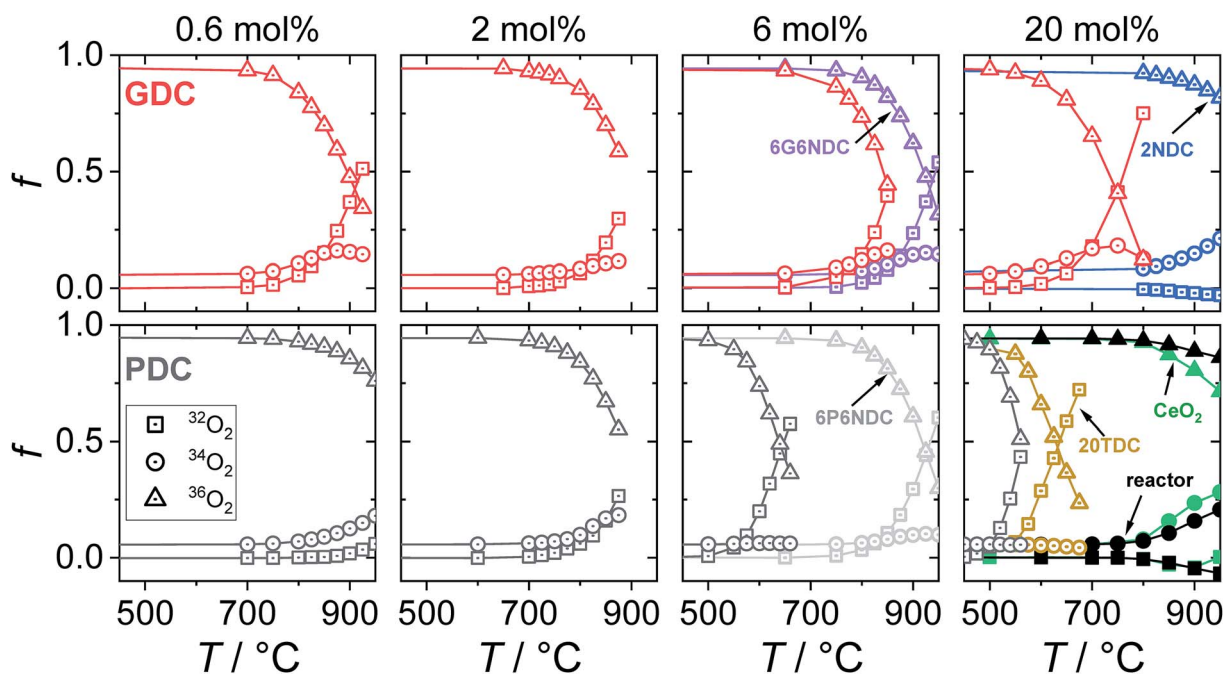 0.6 mol% 2 mol% 6 mol% 20 mol%
1.0
GDC
0.5
f
6G6NDC
2NDC
0.0
1.0
PDC
³²O₂
³⁴O₂
³⁶O₂
0.5
f
6P6NDC
CeO₂
20TDC
reactor
0.0
500 700 900 500 700 900 500 700 900 500 700 900
T / °C T / °C T / °C T / °C